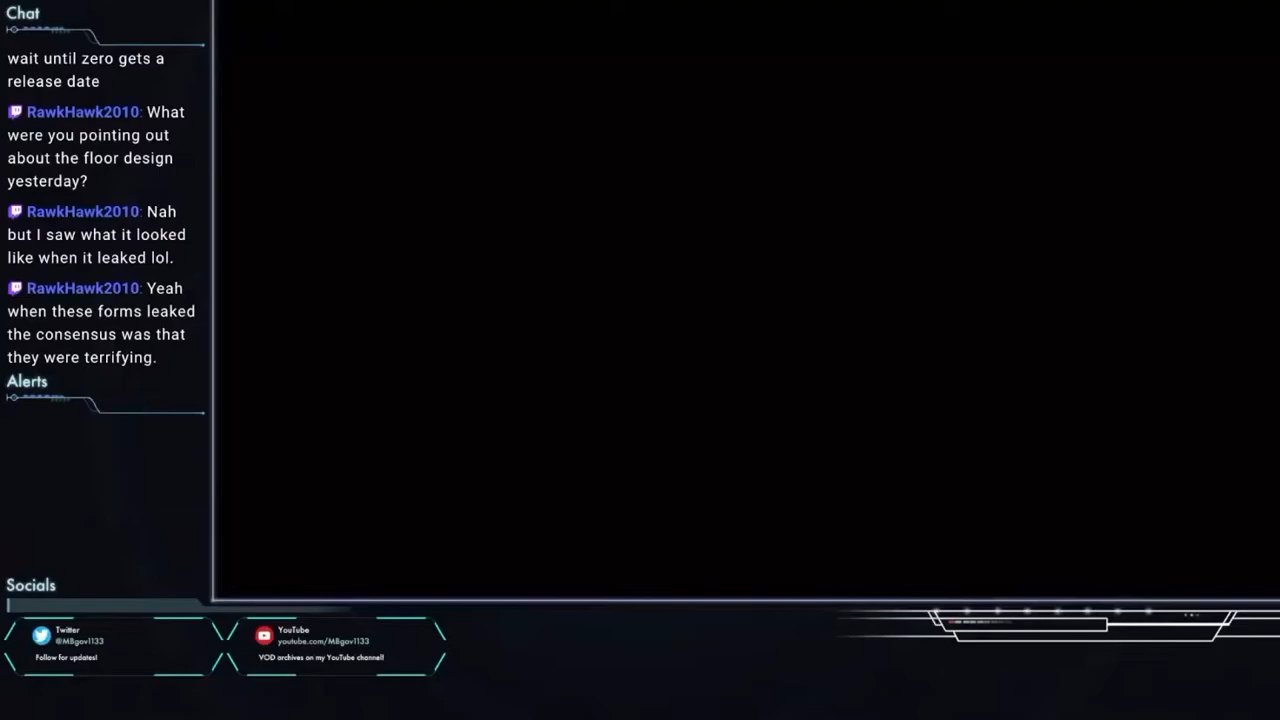 Chat
wait until zero gets a
release date
RawkHawk2010: What
were you pointing out
about the floor design
yesterday?
RawkHawk2010: Nah
but I saw what it looked
like when it leaked lol.
RawkHawk2010: Yeah
when these forms leaked
the consensus was that
they were terrifying.
Alerts
Socials
Twitter
@MBgov1133
Follow for updates!
YouTube
youtube.com/MBgov1133
VOD archives on my YouTube channel!